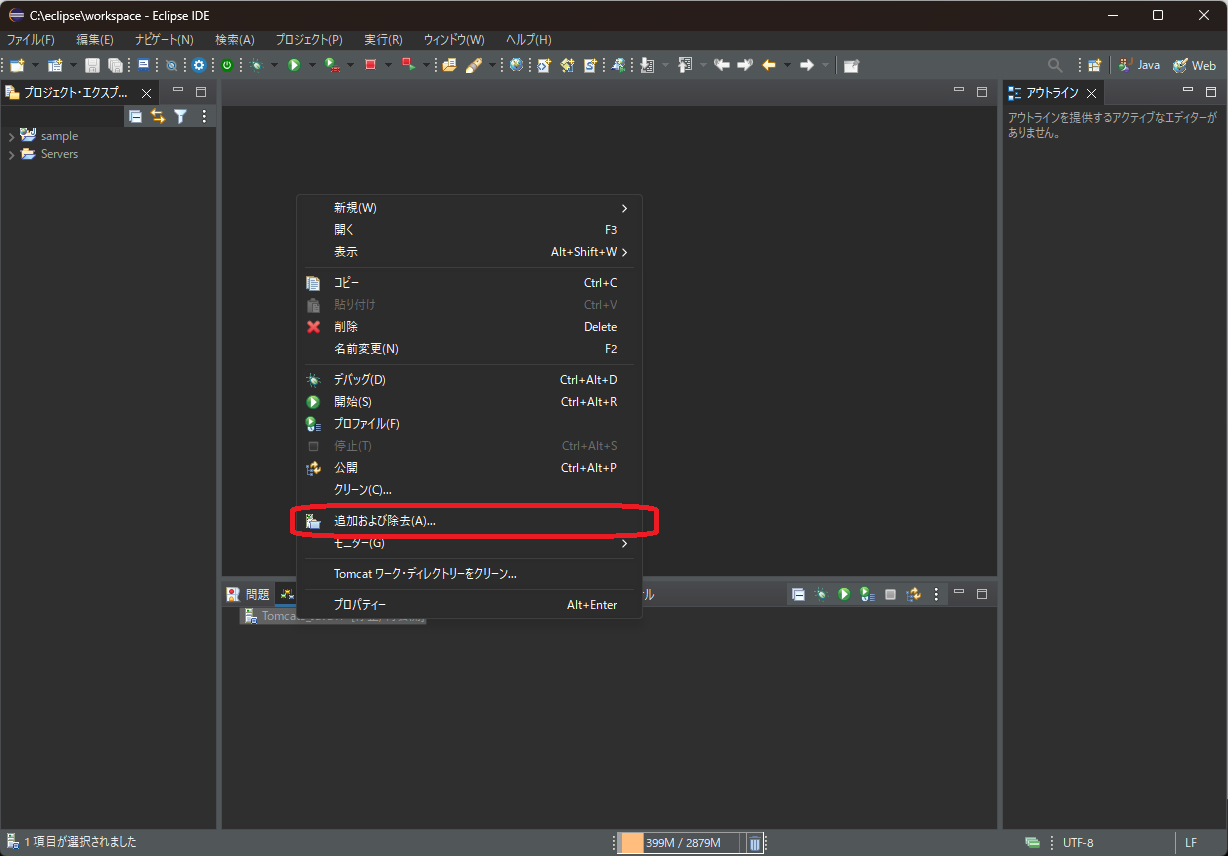 C:\eclipse\workspace - Eclipse IDE
ファイル(F) 編集(E) ナビゲート(N) 検索(A) プロジェクト(P) 実行(R) ウィンドウ(W) ヘルプ(H)
Java Web
プロジェクト・エクスプ...
アウトライン
アウトラインを提供するアクティブなエディターが
ありません。
sample
Servers
新規(W)
開く F3
表示 Alt+Shift+W
コピー Ctrl+C
貼り付け Ctrl+V
削除 Delete
名前変更(N) F2
デバッグ(D) Ctrl+Alt+D
開始(S) Ctrl+Alt+R
プロファイル(F)
停止(T) Ctrl+Alt+S
公開 Ctrl+Alt+P
クリーン(C)...
追加および除去(A)...
モニター(G)
Tomcat ワーク・ディレクトリーをクリーン...
プロパティー Alt+Enter
問題
ル
1 項目が選択されました
399M / 2879M
UTF-8
LF